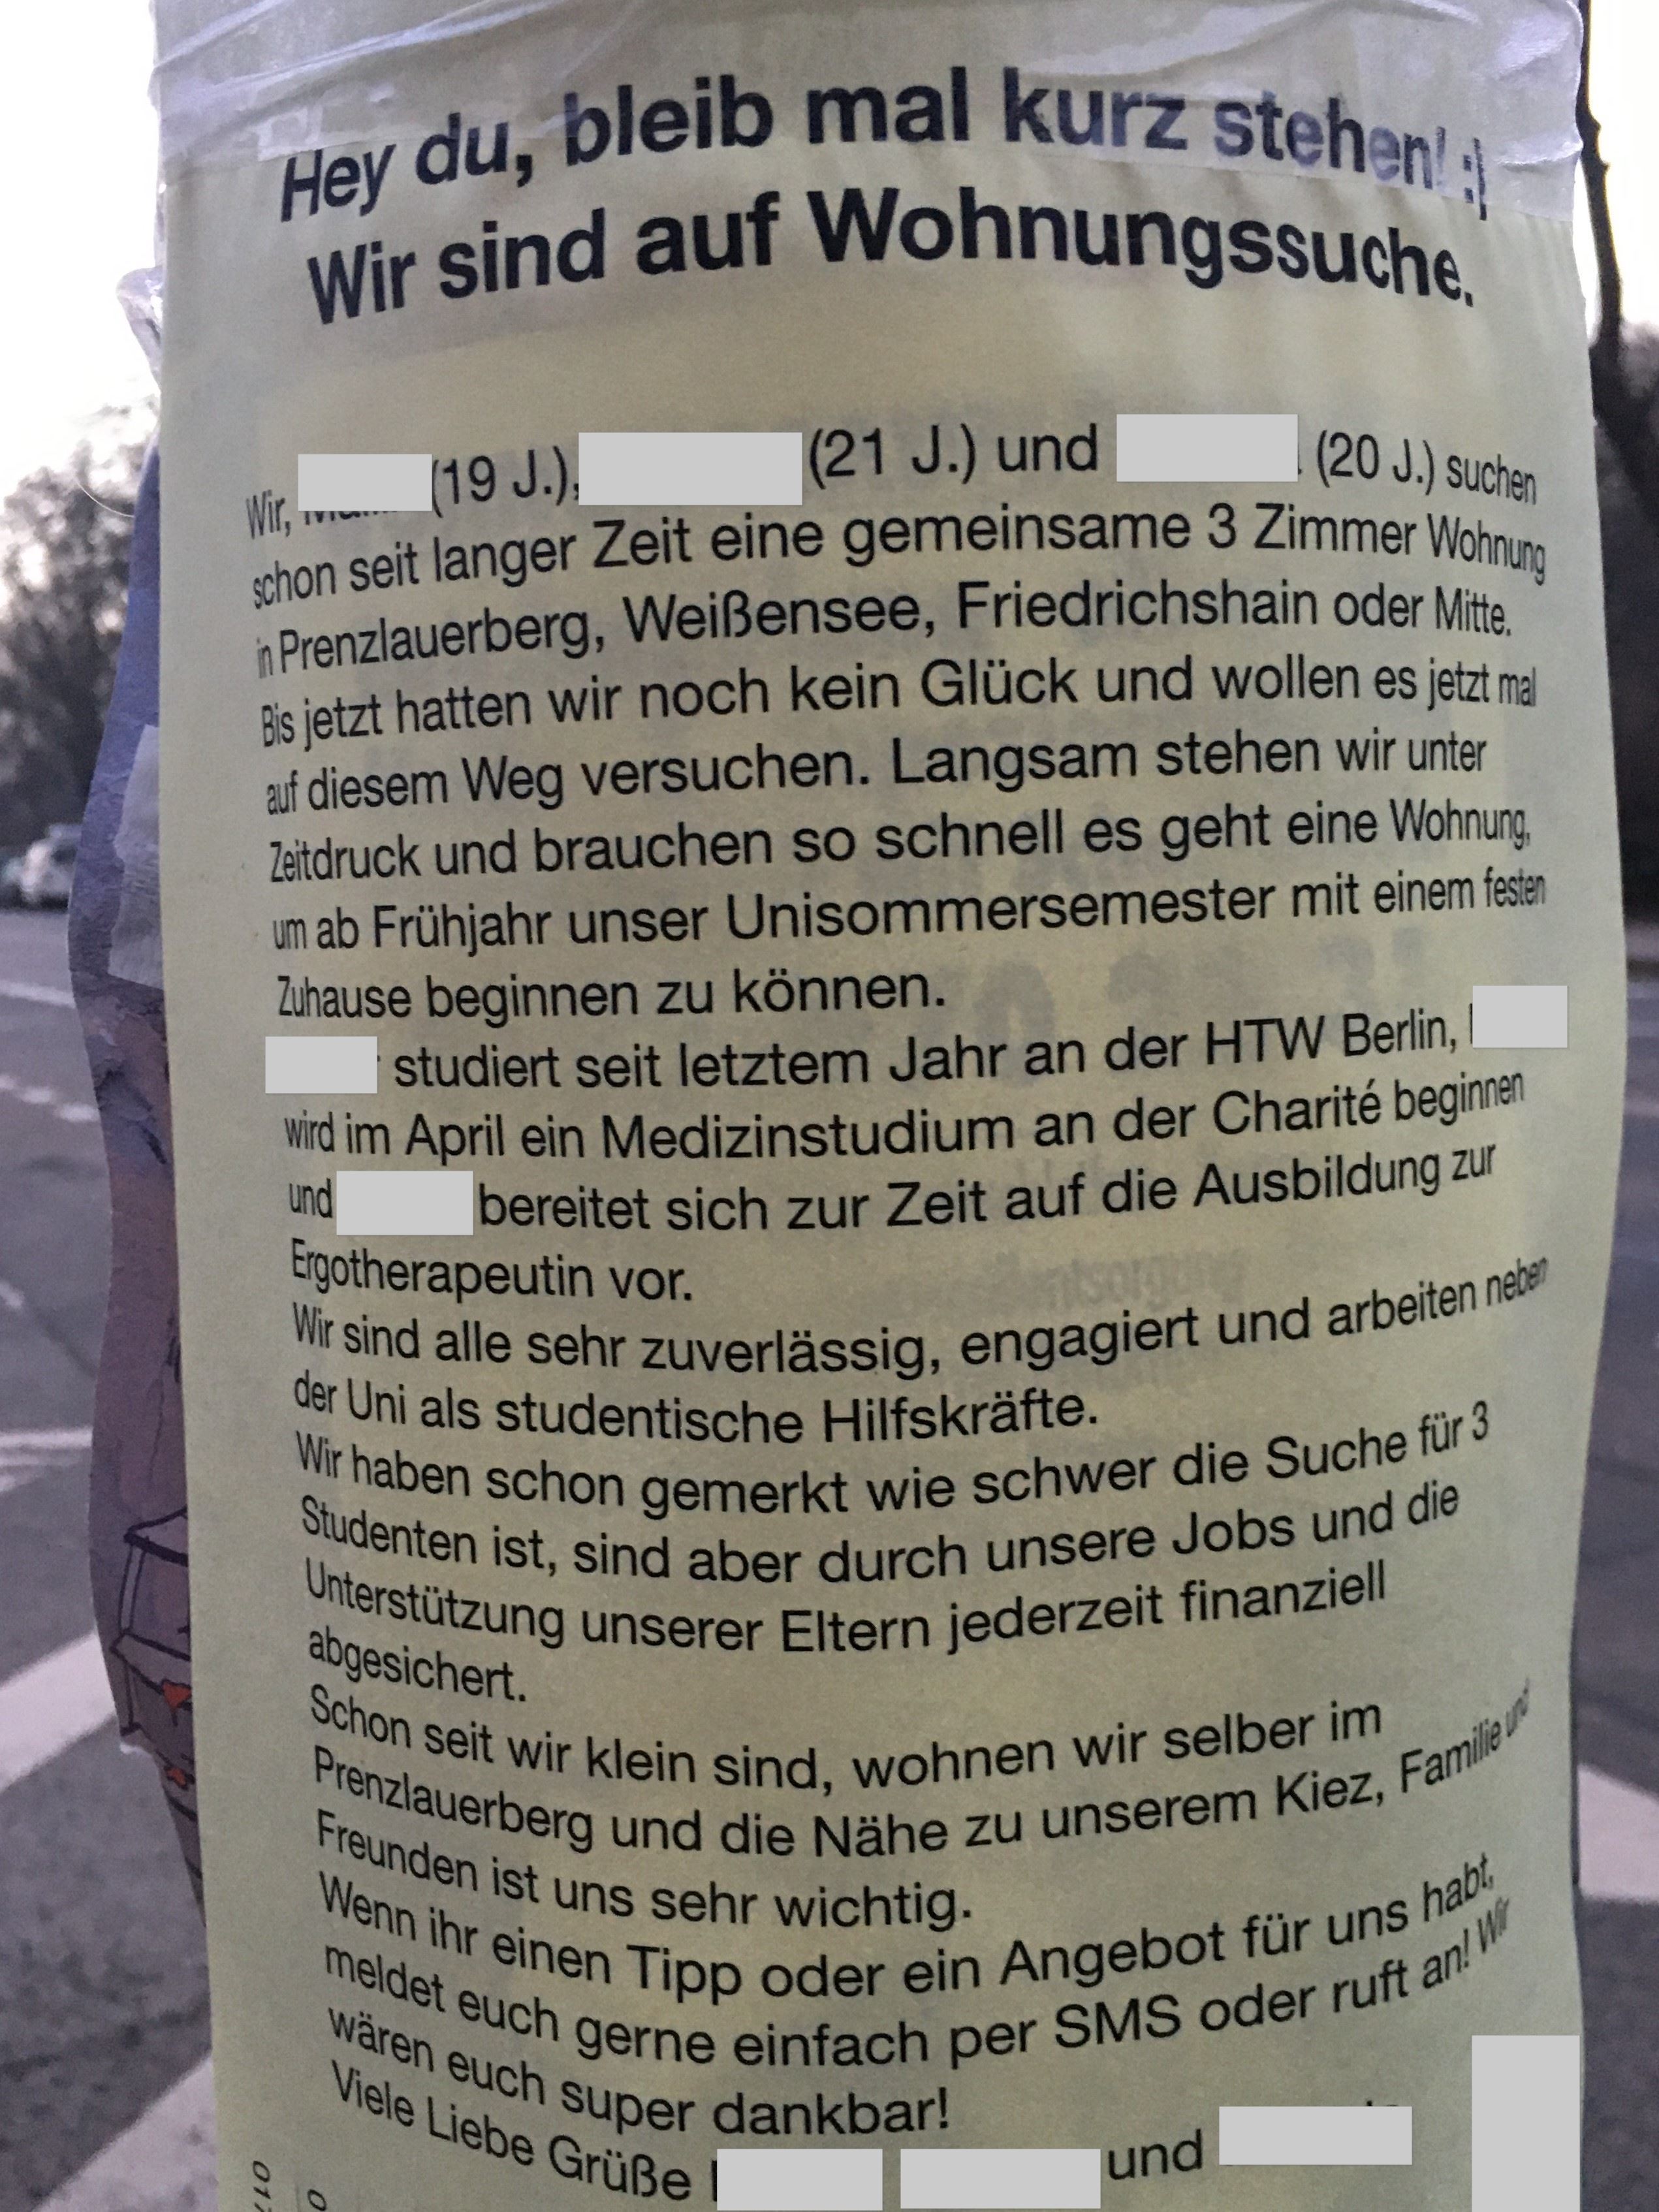 Hey du, bleib mal kurz stehen! :)
Wir sind auf Wohnungssuche.
Wir, (19 J.), (21 J.) und (20 J.) suchen
schon seit langer Zeit eine gemeinsame 3 Zimmer Wohnung
in Prenzlauerberg, Weißensee, Friedrichshain oder Mitte.
Bis jetzt hatten wir noch kein Glück und wollen es jetzt mal
auf diesem Weg versuchen. Langsam stehen wir unter
Zeitdruck und brauchen so schnell es geht eine Wohnung,
um ab Frühjahr unser Unisommersemester mit einem festen
Zuhause beginnen zu können.
studiert seit letztem Jahr an der HTW Berlin,
wird im April ein Medizinstudium an der Charité beginnen
und bereitet sich zur Zeit auf die Ausbildung zur
Ergotherapeutin vor.
Wir sind alle sehr zuverlässig, engagiert und arbeiten neben
der Uni als studentische Hilfskräfte.
Wir haben schon gemerkt wie schwer die Suche für 3
Studenten ist, sind aber durch unsere Jobs und die
Unterstützung unserer Eltern jederzeit finanziell
abgesichert.
Schon seit wir klein sind, wohnen wir selber im
Prenzlauerberg und die Nähe zu unserem Kiez, Familie und
Freunden ist uns sehr wichtig.
Wenn ihr einen Tipp oder ein Angebot für uns habt,
meldet euch gerne einfach per SMS oder ruft an! Wir
wären euch super dankbar!
Viele Liebe Grüße und